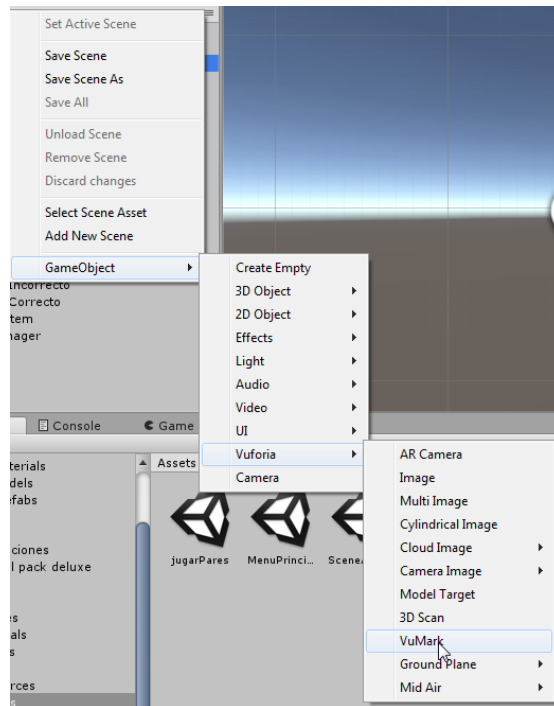 Set Active Scene
Save Scene
Save Scene As
Save All
Unload Scene
Remove Scene
Discard changes
Select Scene Asset
Add New Scene
GameObject
Incorrecto
Correcto
tem
nager
Create Empty
3D Object
2D Object
Effects
Light
Audio
Video
UI
Vuforia
Camera
Console
Game
Assets
terials
dels
efabs
ciones
l pack deluxe
es
als
s
rces
jugarPares
MenuPrinci...
Scene
AR Camera
Image
Multi Image
Cylindrical Image
Cloud Image
Camera Image
Model Target
3D Scan
VuMark
Ground Plane
Mid Air